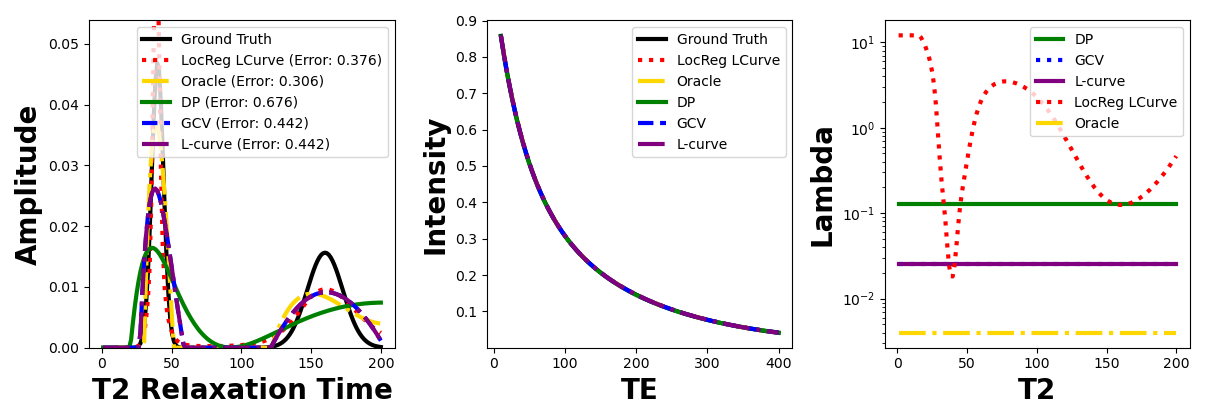 Amplitude
0.05
0.04
0.03
0.02
0.01
0.00
0
50
100
150
200
T2 Relaxation Time
Ground Truth
LocReg LCurve (Error: 0.376)
Oracle (Error: 0.306)
DP (Error: 0.676)
GCV (Error: 0.442)
L-curve (Error: 0.442)
Intensity
0.9
0.8
0.7
0.6
0.5
0.4
0.3
0.2
0.1
0
100
200
300
400
TE
Ground Truth
LocReg LCurve
Oracle
DP
GCV
L-curve
Lambda
10¹
10⁰
10⁻¹
10⁻²
0
50
100
150
200
T2
DP
GCV
L-curve
LocReg LCurve
Oracle